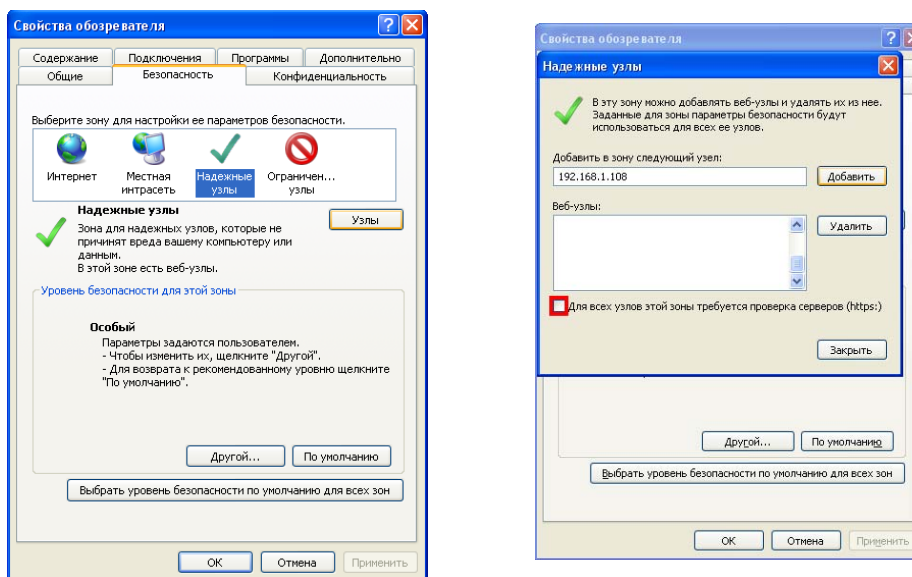 Свойства обозревателя
Содержание Подключения Программы Дополнительно
Общие Безопасность Конфиденциальность
Выберите зону для настройки ее параметров безопасности.
Интернет
Местная
интрасеть
Надежные
узлы
Ограничен...
узлы
Надежные узлы
Узлы
Зона для надежных узлов, которые не
причинят вреда вашему компьютеру или
данным.
В этой зоне есть веб-узлы.
Уровень безопасности для этой зоны
Особый
Параметры задаются пользователем.
- Чтобы изменить их, щелкните "Другой".
- Для возврата к рекомендованному уровню щелкните
"По умолчанию".
Другой... По умолчанию
Выбрать уровень безопасности по умолчанию для всех зон
ОК Отмена Применить
Свойства обозревателя
Надежные узлы
В эту зону можно добавлять веб-узлы и удалять их из нее.
Заданные для зоны параметры безопасности будут
использоваться для всех ее узлов.
Добавить в зону следующий узел:
192.168.1.108 Добавить
Веб-узлы:
Удалить
Для всех узлов этой зоны требуется проверка серверов (https:)
Закрыть
Другой... По умолчанию
Выбрать уровень безопасности по умолчанию для всех зон
ОК Отмена Применить